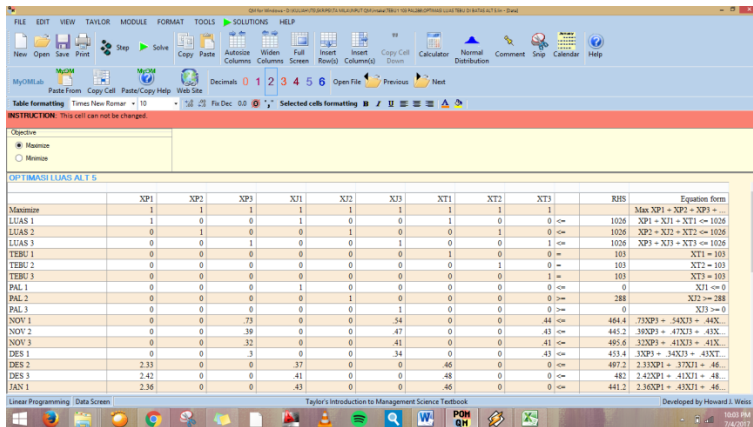 QM for Windows
FILE EDIT VIEW TAYLOR MODULE FORMAT TOOLS SOLUTIONS HELP
New Open Save Print Step Solve Copy Paste Autosize Columns Widen Columns Full Screen Insert Row(s) Insert Column(s) Copy Cell Down Calculator Normal Distribution Comment Snip Calendar Help
MyOMLab Paste From Copy Cell Paste/Copy Help Web Site Decimals 0 1 2 3 4 5 6 Open File Previous Next
Table formatting Times New Romar 10 Fix Dec 0.0 Selected cells formatting B I U
INSTRUCTION: This cell can not be changed.
Objective
Maximize
Minimize
OPTIMASI LUAS ALT 5
XP1 XP2 XP3 XJ1 XJ2 XJ3 XT1 XT2 XT3 RHS Equation form
Maximize 1 1 1 1 1 1 1 1 1 Max XP1 + XP2 + XP3 + ...
LUAS 1 1 0 0 1 0 0 1 0 0 <= 1026 XP1 + XJ1 + XT1 <= 1026
LUAS 2 0 1 0 0 1 0 0 1 0 <= 1026 XP2 + XJ2 + XT2 <= 1026
LUAS 3 0 0 1 0 0 1 0 0 1 <= 1026 XP3 + XJ3 + XT3 <= 1026
TEBU 1 0 0 0 0 0 0 1 0 0 = 103 XT1 = 103
TEBU 2 0 0 0 0 0 0 0 1 0 = 103 XT2 = 103
TEBU 3 0 0 0 0 0 0 0 0 1 = 103 XT3 = 103
PAL 1 0 0 0 1 0 0 0 0 0 <= 0 XJ1 <= 0
PAL 2 0 0 0 0 1 0 0 0 0 >= 288 XJ2 >= 288
PAL 3 0 0 0 0 0 1 0 0 0 >= 0 XJ3 >= 0
NOV 1 0 0 .73 0 0 .54 0 0 .44 <= 464.4 .73XP3 + .54XJ3 + .44X...
NOV 2 0 0 .39 0 0 .47 0 0 .43 <= 445.2 .39XP3 + .47XJ3 + .43X...
NOV 3 0 0 .32 0 0 .41 0 0 .41 <= 495.6 .32XP3 + .41XJ3 + .41X...
DES 1 0 0 .3 0 0 .34 0 0 .43 <= 453.4 .3XP3 + .34XJ3 + .43XT...
DES 2 2.33 0 0 .37 0 0 .46 0 0 <= 497.2 2.33XP1 + .37XJ1 + .46...
DES 3 2.42 0 0 .41 0 0 .48 0 0 <= 482 2.42XP1 + .41XJ1 + .48...
JAN 1 2.36 0 0 .43 0 0 .46 0 0 <= 441.2 2.36XP1 + .43XJ1 + .46...
Linear Programming Data Screen Taylor's Introduction to Management Science Textbook Developed by Howard J. Weiss
POM QM
10:03 PM
7/4/2017